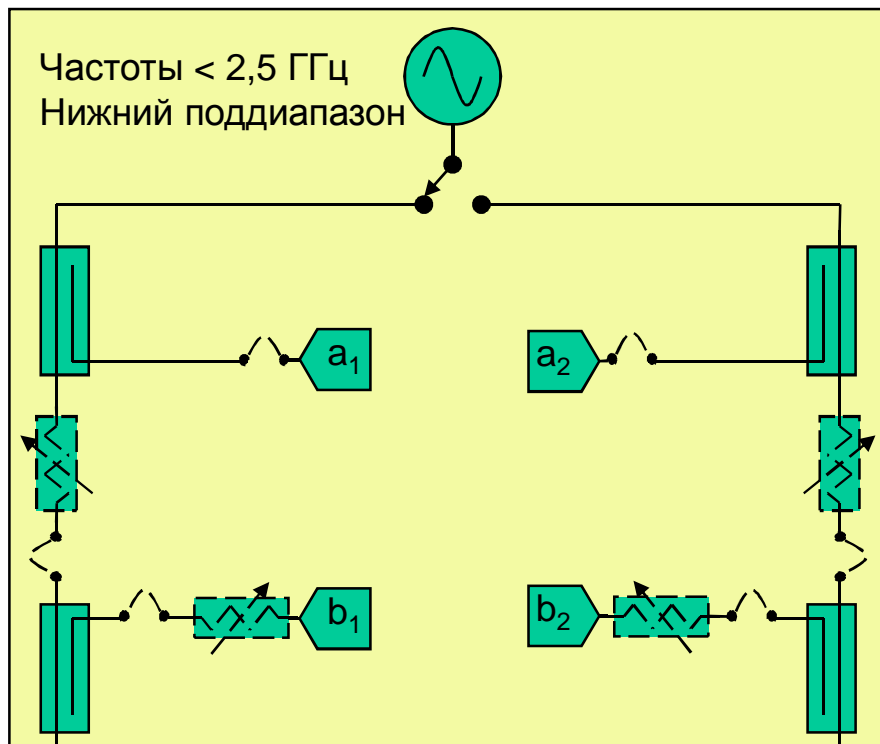 Частоты < 2,5 ГГц
Нижний поддиапазон
a₁ a₂
b₁ b₂